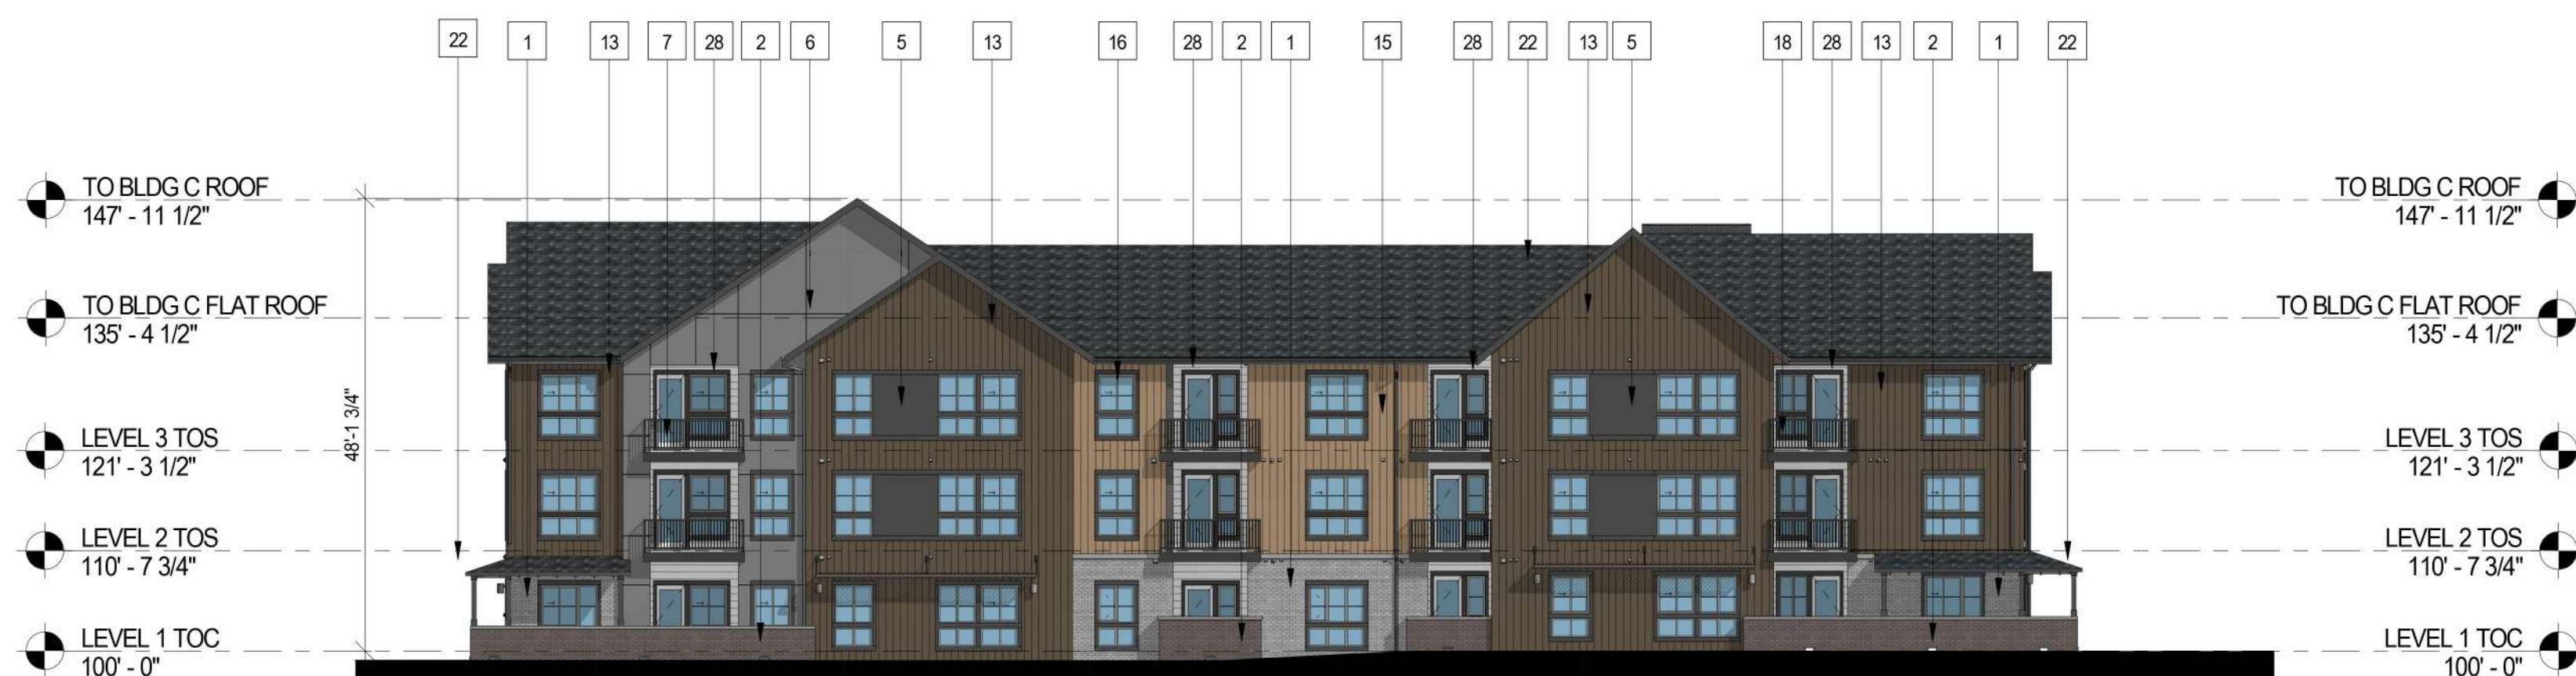 22 1 13 7 28 2 6 5 13 16 28 2 1 15 28 22 13 5 18 28 13 2 1 22
TO BLDG C ROOF
147' - 11 1/2"
TO BLDG C FLAT ROOF
135' - 4 1/2"
48'-1 3/4"
LEVEL 3 TOS
121' - 3 1/2"
LEVEL 2 TOS
110' - 7 3/4"
LEVEL 1 TOC
100' - 0"
TO BLDG C ROOF
147' - 11 1/2"
TO BLDG C FLAT ROOF
135' - 4 1/2"
LEVEL 3 TOS
121' - 3 1/2"
LEVEL 2 TOS
110' - 7 3/4"
LEVEL 1 TOC
100' - 0"